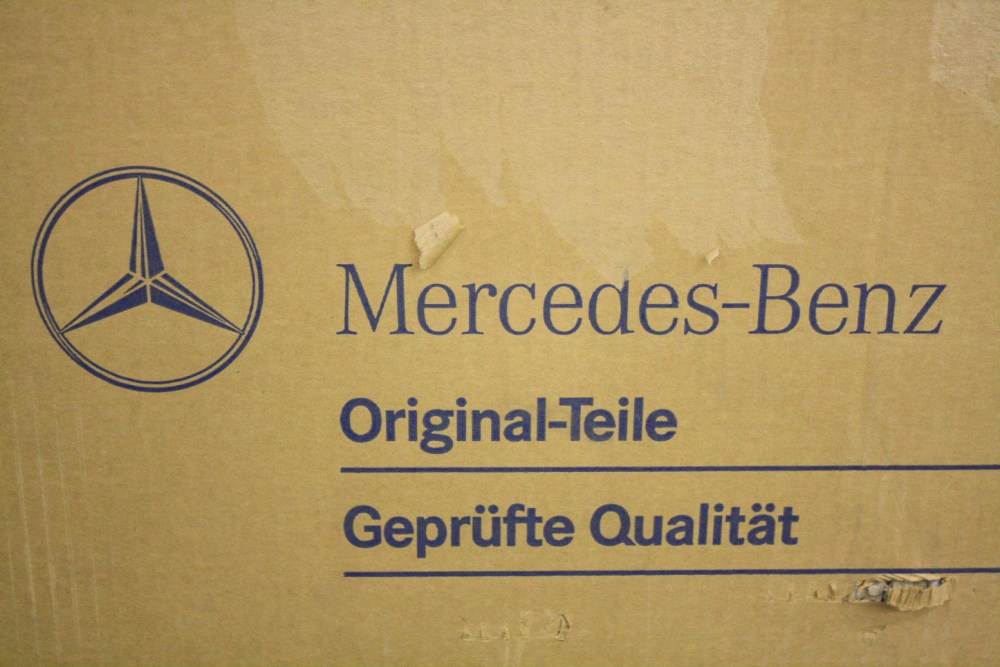 Mercedes-Benz
Original-Teile
Geprüfte Qualität